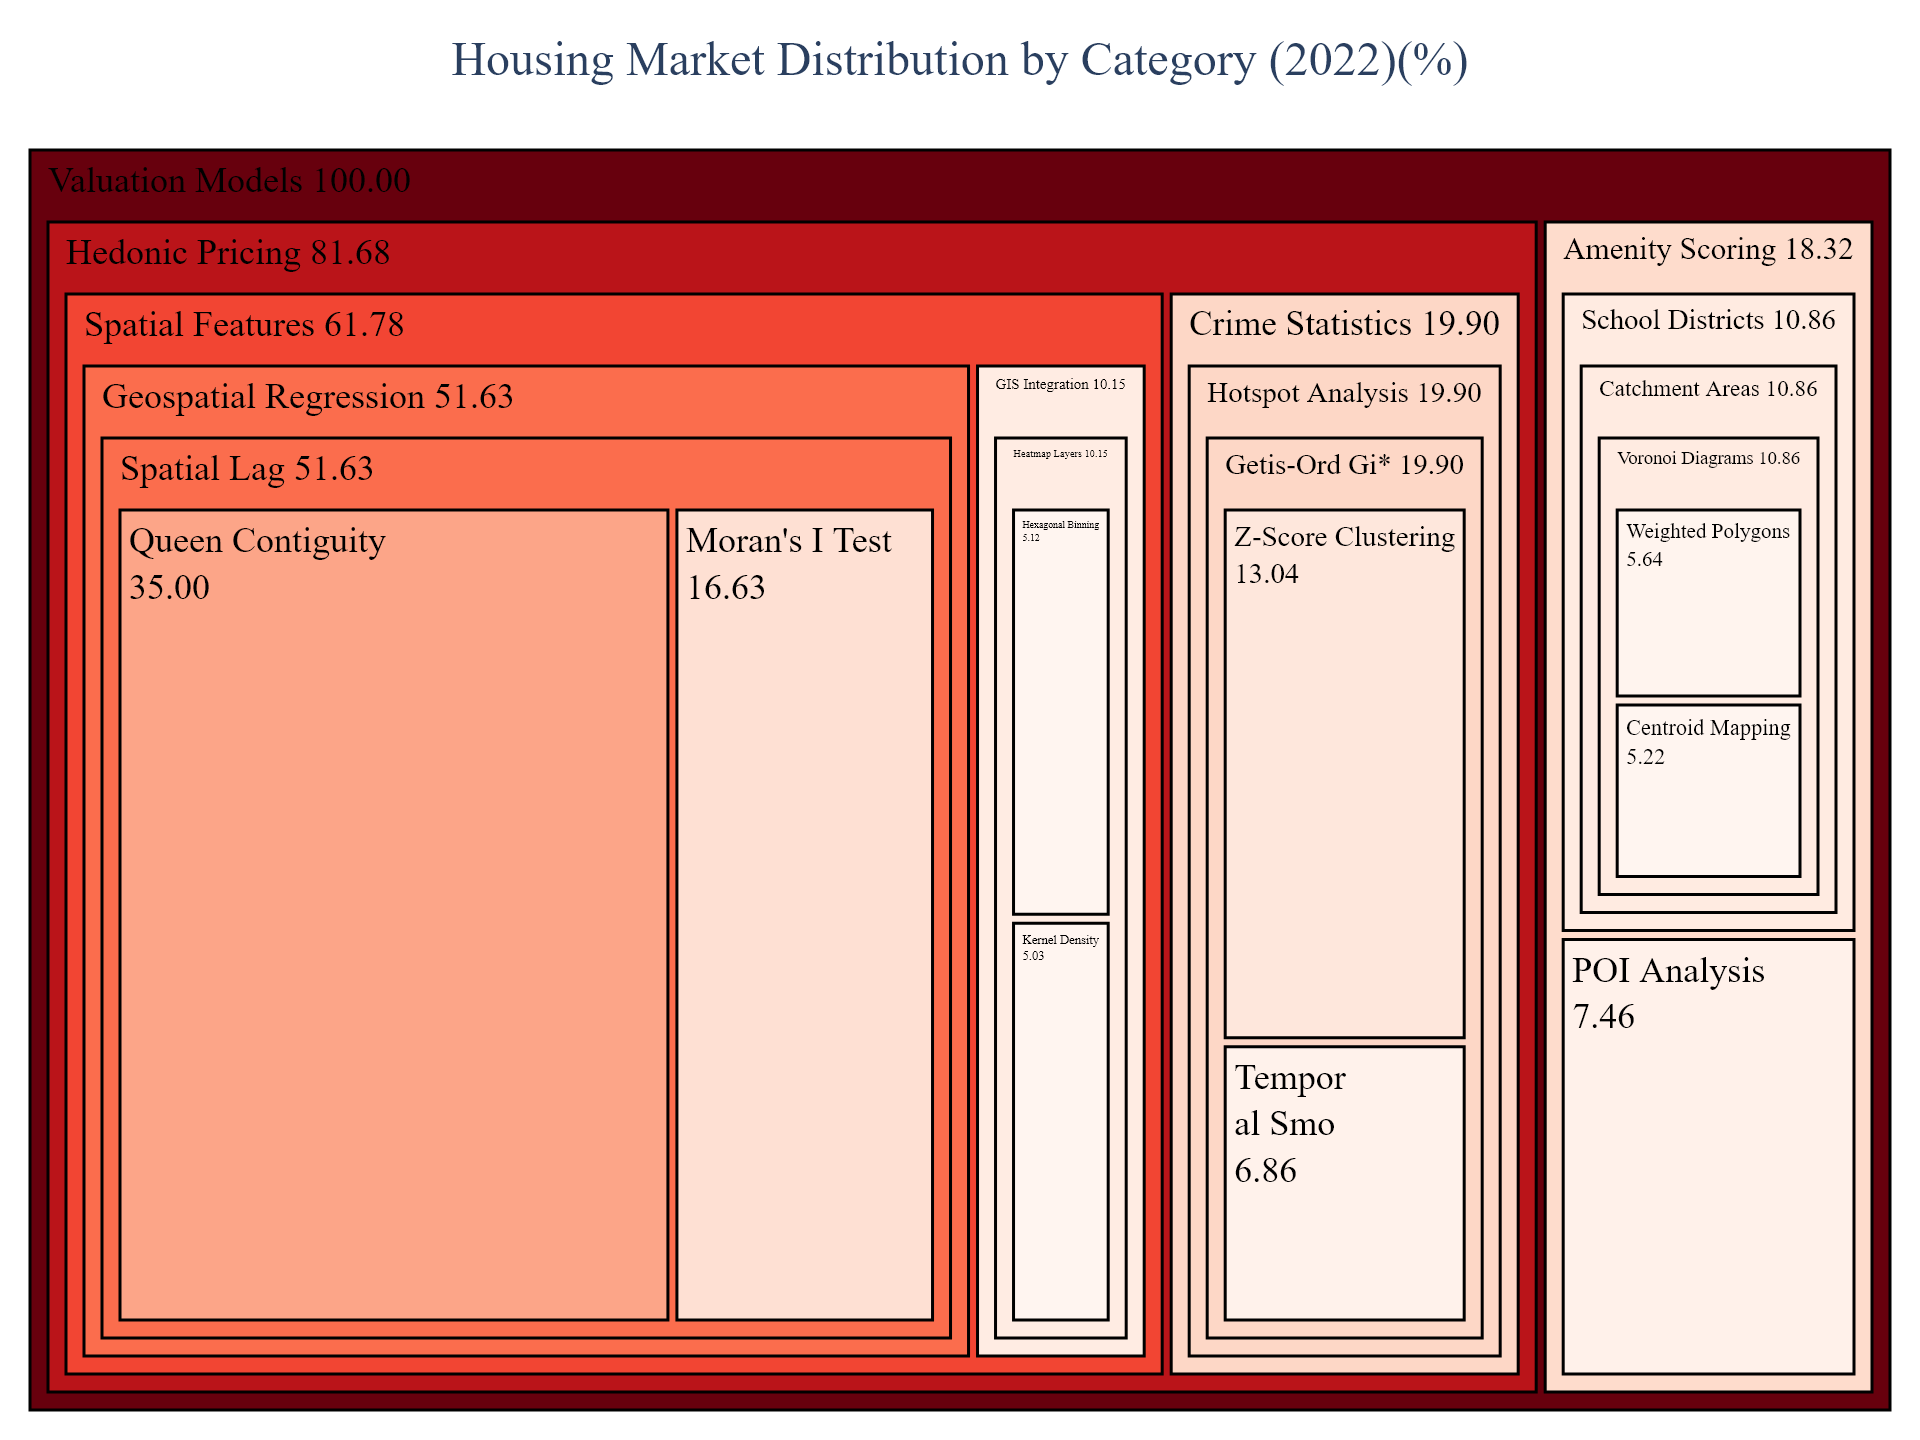 Housing Market Distribution by Category (2022)(%)
Valuation Models 100.00
Hedonic Pricing 81.68
Spatial Features 61.78
Geospatial Regression 51.63
Spatial Lag 51.63
Queen Contiguity
35.00
Moran's I Test
16.63
GIS Integration 10.15
Heatmap Layers 10.15
Hexagonal Binning
5.12
Kernel Density
5.03
Crime Statistics 19.90
Hotspot Analysis 19.90
Getis-Ord Gi* 19.90
Z-Score Clustering
13.04
Tempor
al Smo
6.86
Amenity Scoring 18.32
School Districts 10.86
Catchment Areas 10.86
Voronoi Diagrams 10.86
Weighted Polygons
5.64
Centroid Mapping
5.22
POI Analysis
7.46